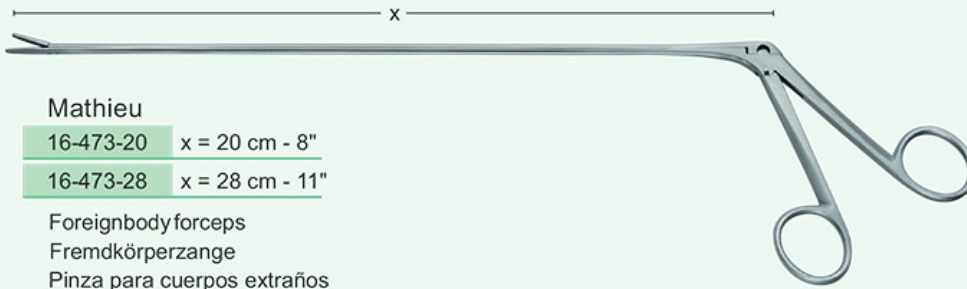 x
Mathieu
16-473-20 x = 20 cm - 8"
16-473-28 x = 28 cm - 11"
Foreignbody forceps
Fremdkörperzange
Pinza para cuerpos extraños